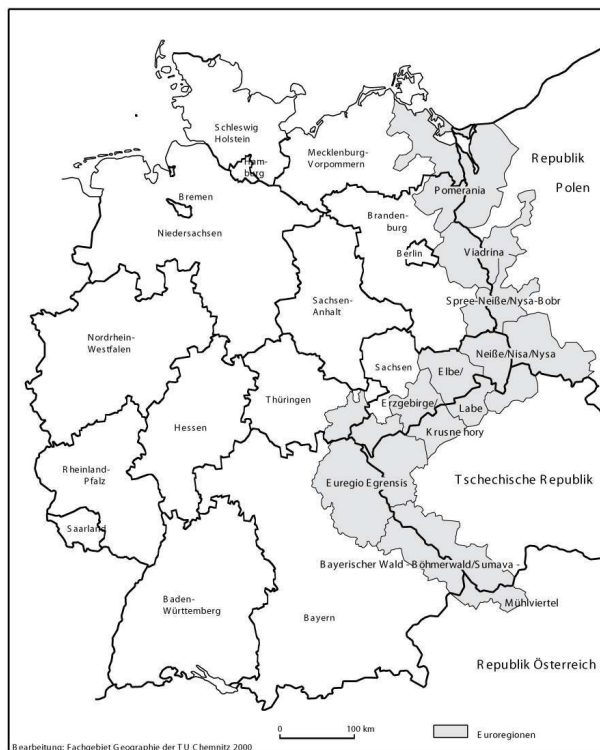 Schleswig
Holstein
Ham-
burg
Mecklenburg-
Vorpommern
Republik
Polen
Pomerania
Bremen
Niedersachsen
Branden-
burg
Berlin
Viadrina
Sachsen-
Anhalt
Spree-Neiße/Nysa-Bobr
Nordrhein-
Westfalen
Sachsen
Neiße/Nisa/Nysa
Elbe/
Labe
Thüringen
Erzgebirge/
Krusne hory
Hessen
Rheinland-
Pfalz
Saarland
Euregio Egrensis
Tschechische Republik
Bayerischer Wald - Böhmerwald/Sumava -
Mühlviertel
Baden-
Württemberg
Bayern
Republik Österreich
0 100 km
Euroregionen
Bearbeitung: Fachgebiet Geographie der TU Chemnitz 2000